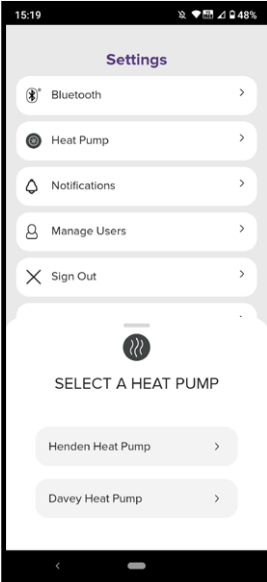 15:19
48%
Settings
Bluetooth
Heat Pump
Notifications
Manage Users
Sign Out
SELECT A HEAT PUMP
Henden Heat Pump
Davey Heat Pump